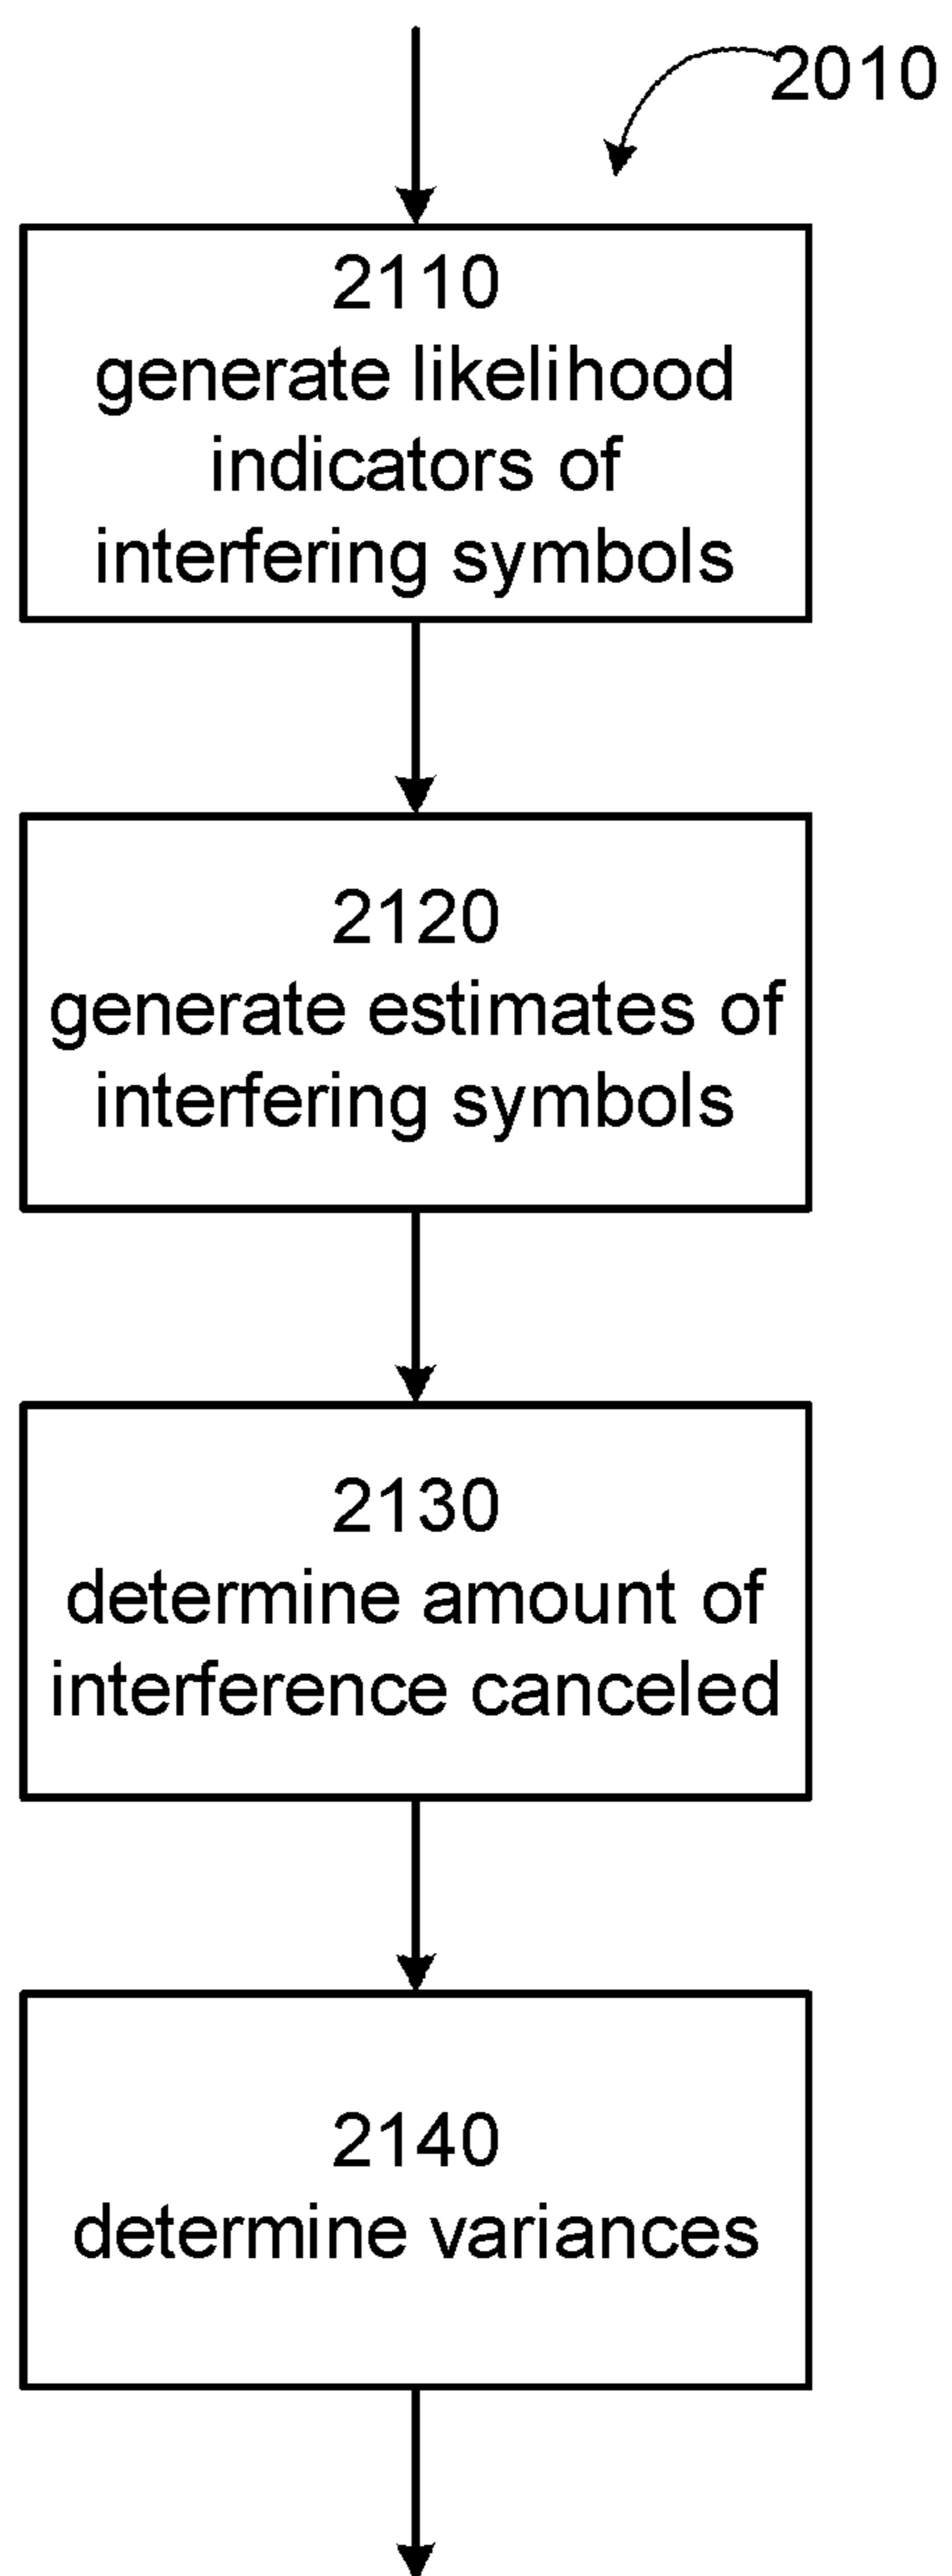 2010
2110
generate likelihood
indicators of
interfering symbols
2120
generate estimates of
interfering symbols
2130
determine amount of
interference canceled
2140
determine variances